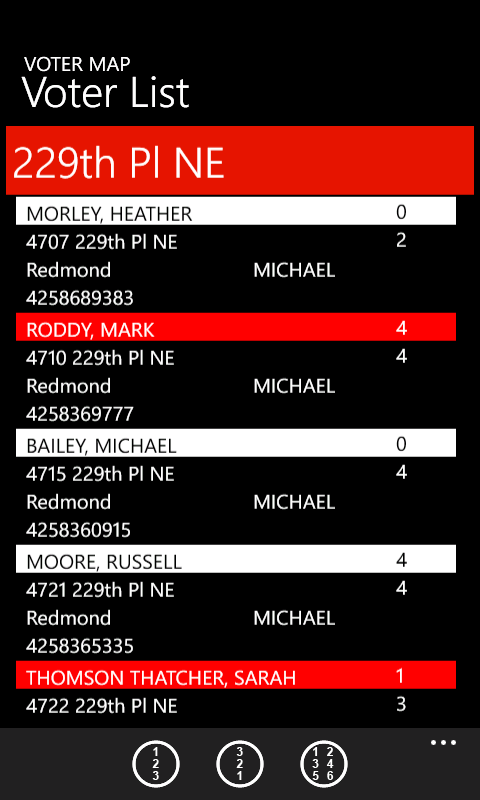 VOTER MAP
Voter List
229th Pl NE
MORLEY, HEATHER 0
4707 229th Pl NE 2
Redmond MICHAEL
4258689383
RODDY, MARK 4
4710 229th Pl NE 4
Redmond MICHAEL
4258369777
BAILEY, MICHAEL 0
4715 229th Pl NE 4
Redmond MICHAEL
4258360915
MOORE, RUSSELL 4
4721 229th Pl NE 4
Redmond MICHAEL
4258365335
THOMSON THATCHER, SARAH 1
4722 229th Pl NE 3
1 3 1 2
2 2 3 4
3 1 5 6